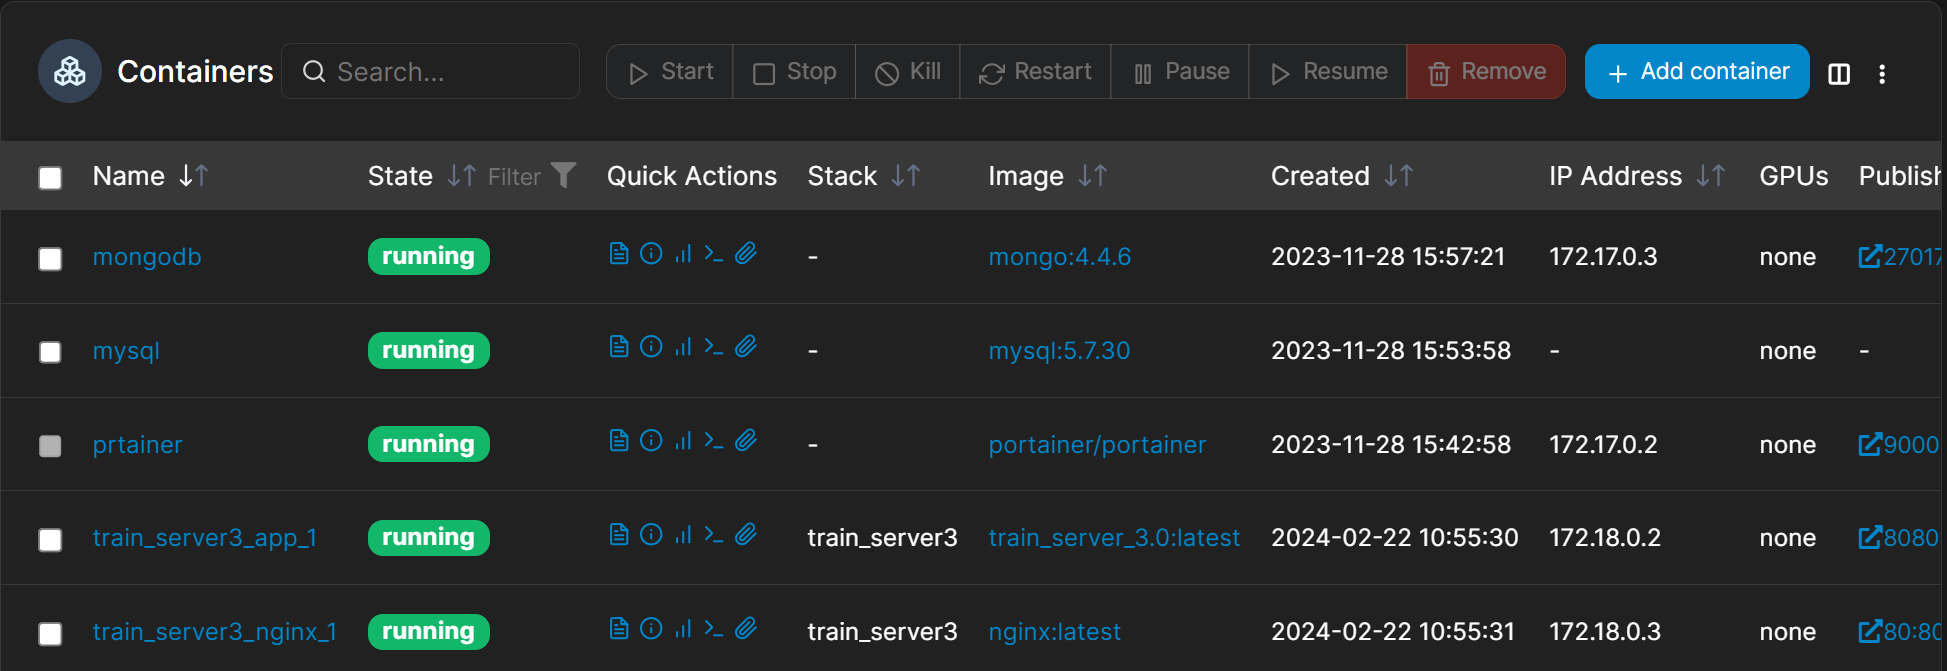 Containers Search... Start Stop Kill Restart Pause Resume Remove Add container
Name State Filter Quick Actions Stack Image Created IP Address GPUs Publish
mongodb running - mongo:4.4.6 2023-11-28 15:57:21 172.17.0.3 none 27017
mysql running - mysql:5.7.30 2023-11-28 15:53:58 - none -
prtainer running - portainer/portainer 2023-11-28 15:42:58 172.17.0.2 none 9000
train_server3_app_1 running train_server3 train_server_3.0:latest 2024-02-22 10:55:30 172.18.0.2 none 8080
train_server3_nginx_1 running train_server3 nginx:latest 2024-02-22 10:55:31 172.18.0.3 none 80:80